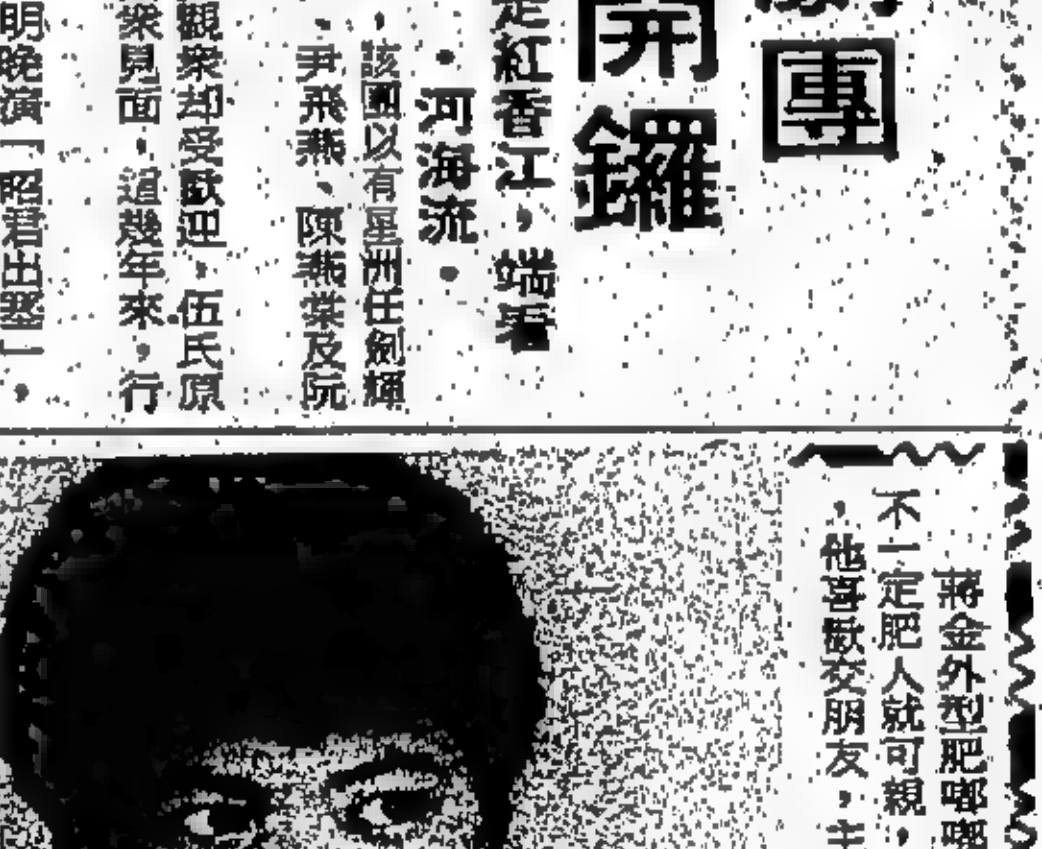 團
開鑼
定紅香江，端看
•河海流•
，該團以有星洲任劍輝
、尹飛燕、陳燕棠及阮
觀衆却受歡迎，伍氏原
衆見面，這幾年來，行
明晚演「昭君出塞」，
蔣金外型肥嘟嘟
不一定肥人就可親，
，他喜歡交朋友，主